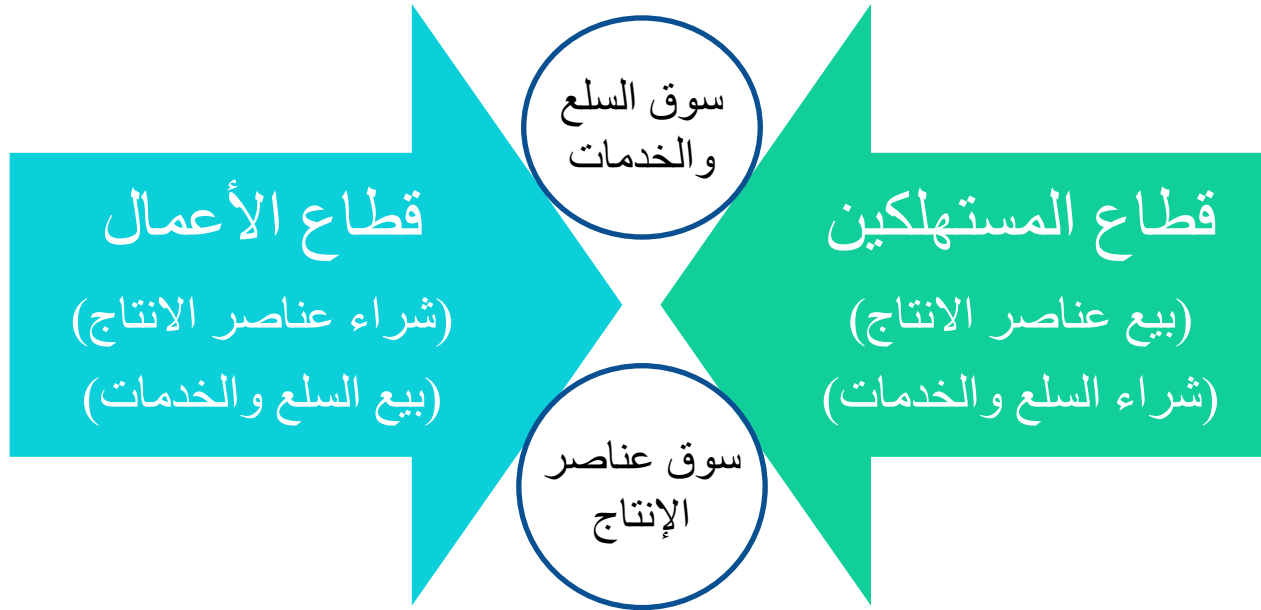 سوق السلع
والخدمات
قطاع المستهلكين
(بيع عناصر الانتاج)
(شراء السلع والخدمات)
قطاع الأعمال
(شراء عناصر الانتاج)
(بيع السلع والخدمات)
سوق عناصر
الإنتاج